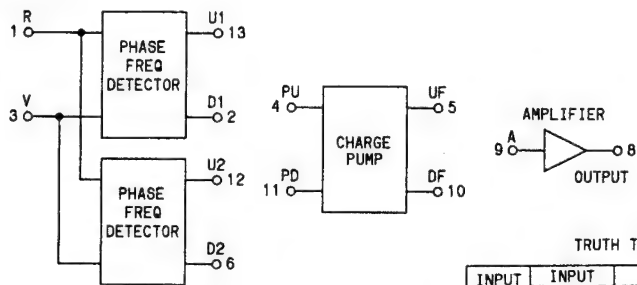 R
1
V
3
PHASE
FREQ
DETECTOR
U1
13
D1
2
PHASE
FREQ
DETECTOR
U2
12
D2
6
PU
4
PD
11
CHARGE
PUMP
UF
5
DF
10
AMPLIFIER
A
9
8
OUTPUT
TRUTH T
INPUT
INPUT